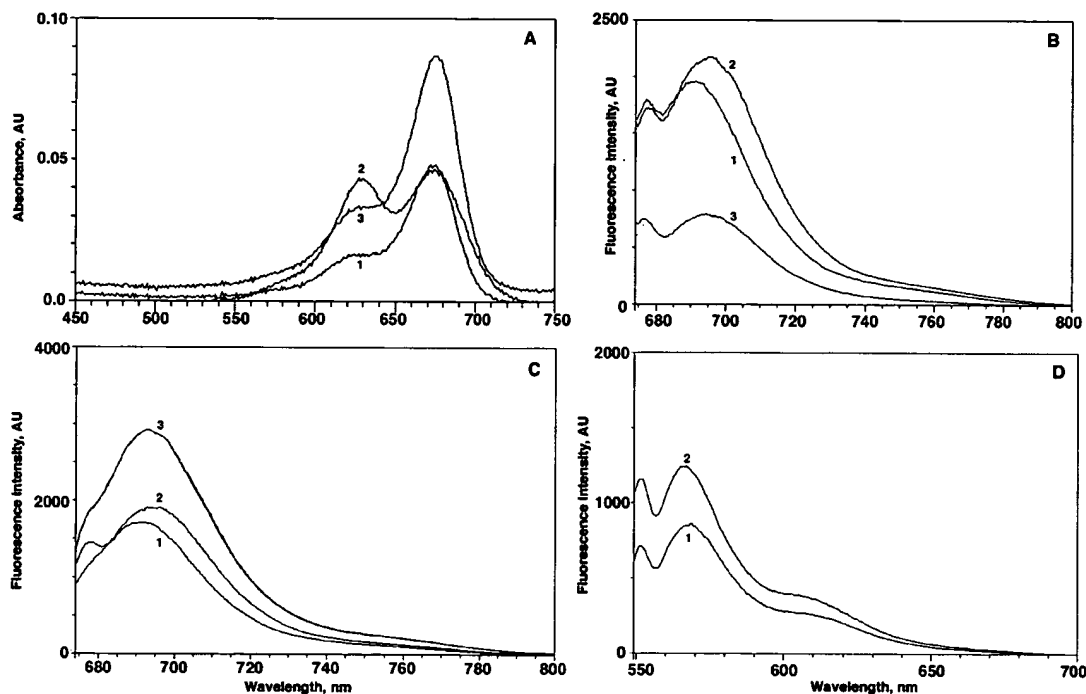 A
Absorbance, AU
0.10
0.05
0.0
2
3
1
450 500 550 600 650 700 750
B
Fluorescence Intensity, AU
2500
0
2
1
3
680 700 720 740 760 780 800
C
Fluorescence Intensity, AU
4000
2000
0
3
2
1
680 700 720 740 760 780 800
Wavelength, nm
D
Fluorescence Intensity, AU
2000
1000
0
2
1
550 600 650 700
Wavelength, nm